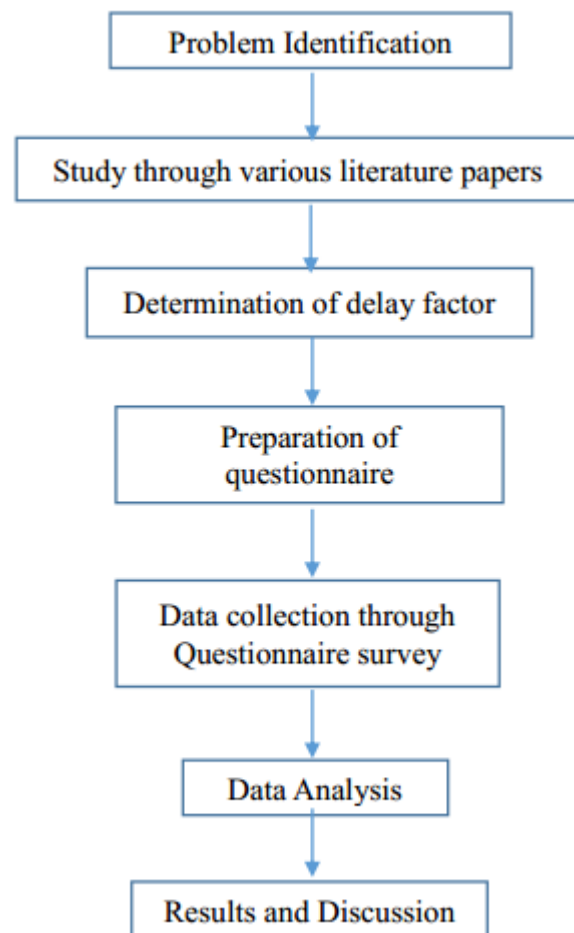 Problem Identification
Study through various literature papers
Determination of delay factor
Preparation of
questionnaire
Data collection through
Questionnaire survey
Data Analysis
Results and Discussion